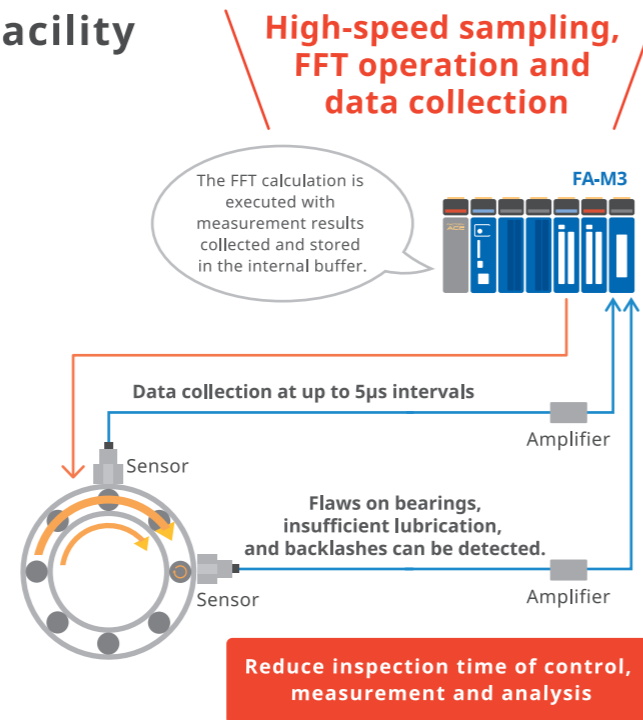 acility
High-speed sampling,
FFT operation and
data collection
The FFT calculation is
executed with
measurement results
collected and stored
in the internal buffer.
FA-M3
Data collection at up to 5μs intervals
Amplifier
Sensor
Flaws on bearings,
insufficient lubrication,
and backlashes can be detected.
Sensor
Amplifier
Reduce inspection time of control,
measurement and analysis